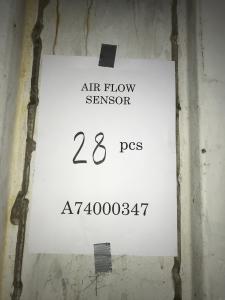 AIR FLOW
SENSOR
28 pcs
A74000347